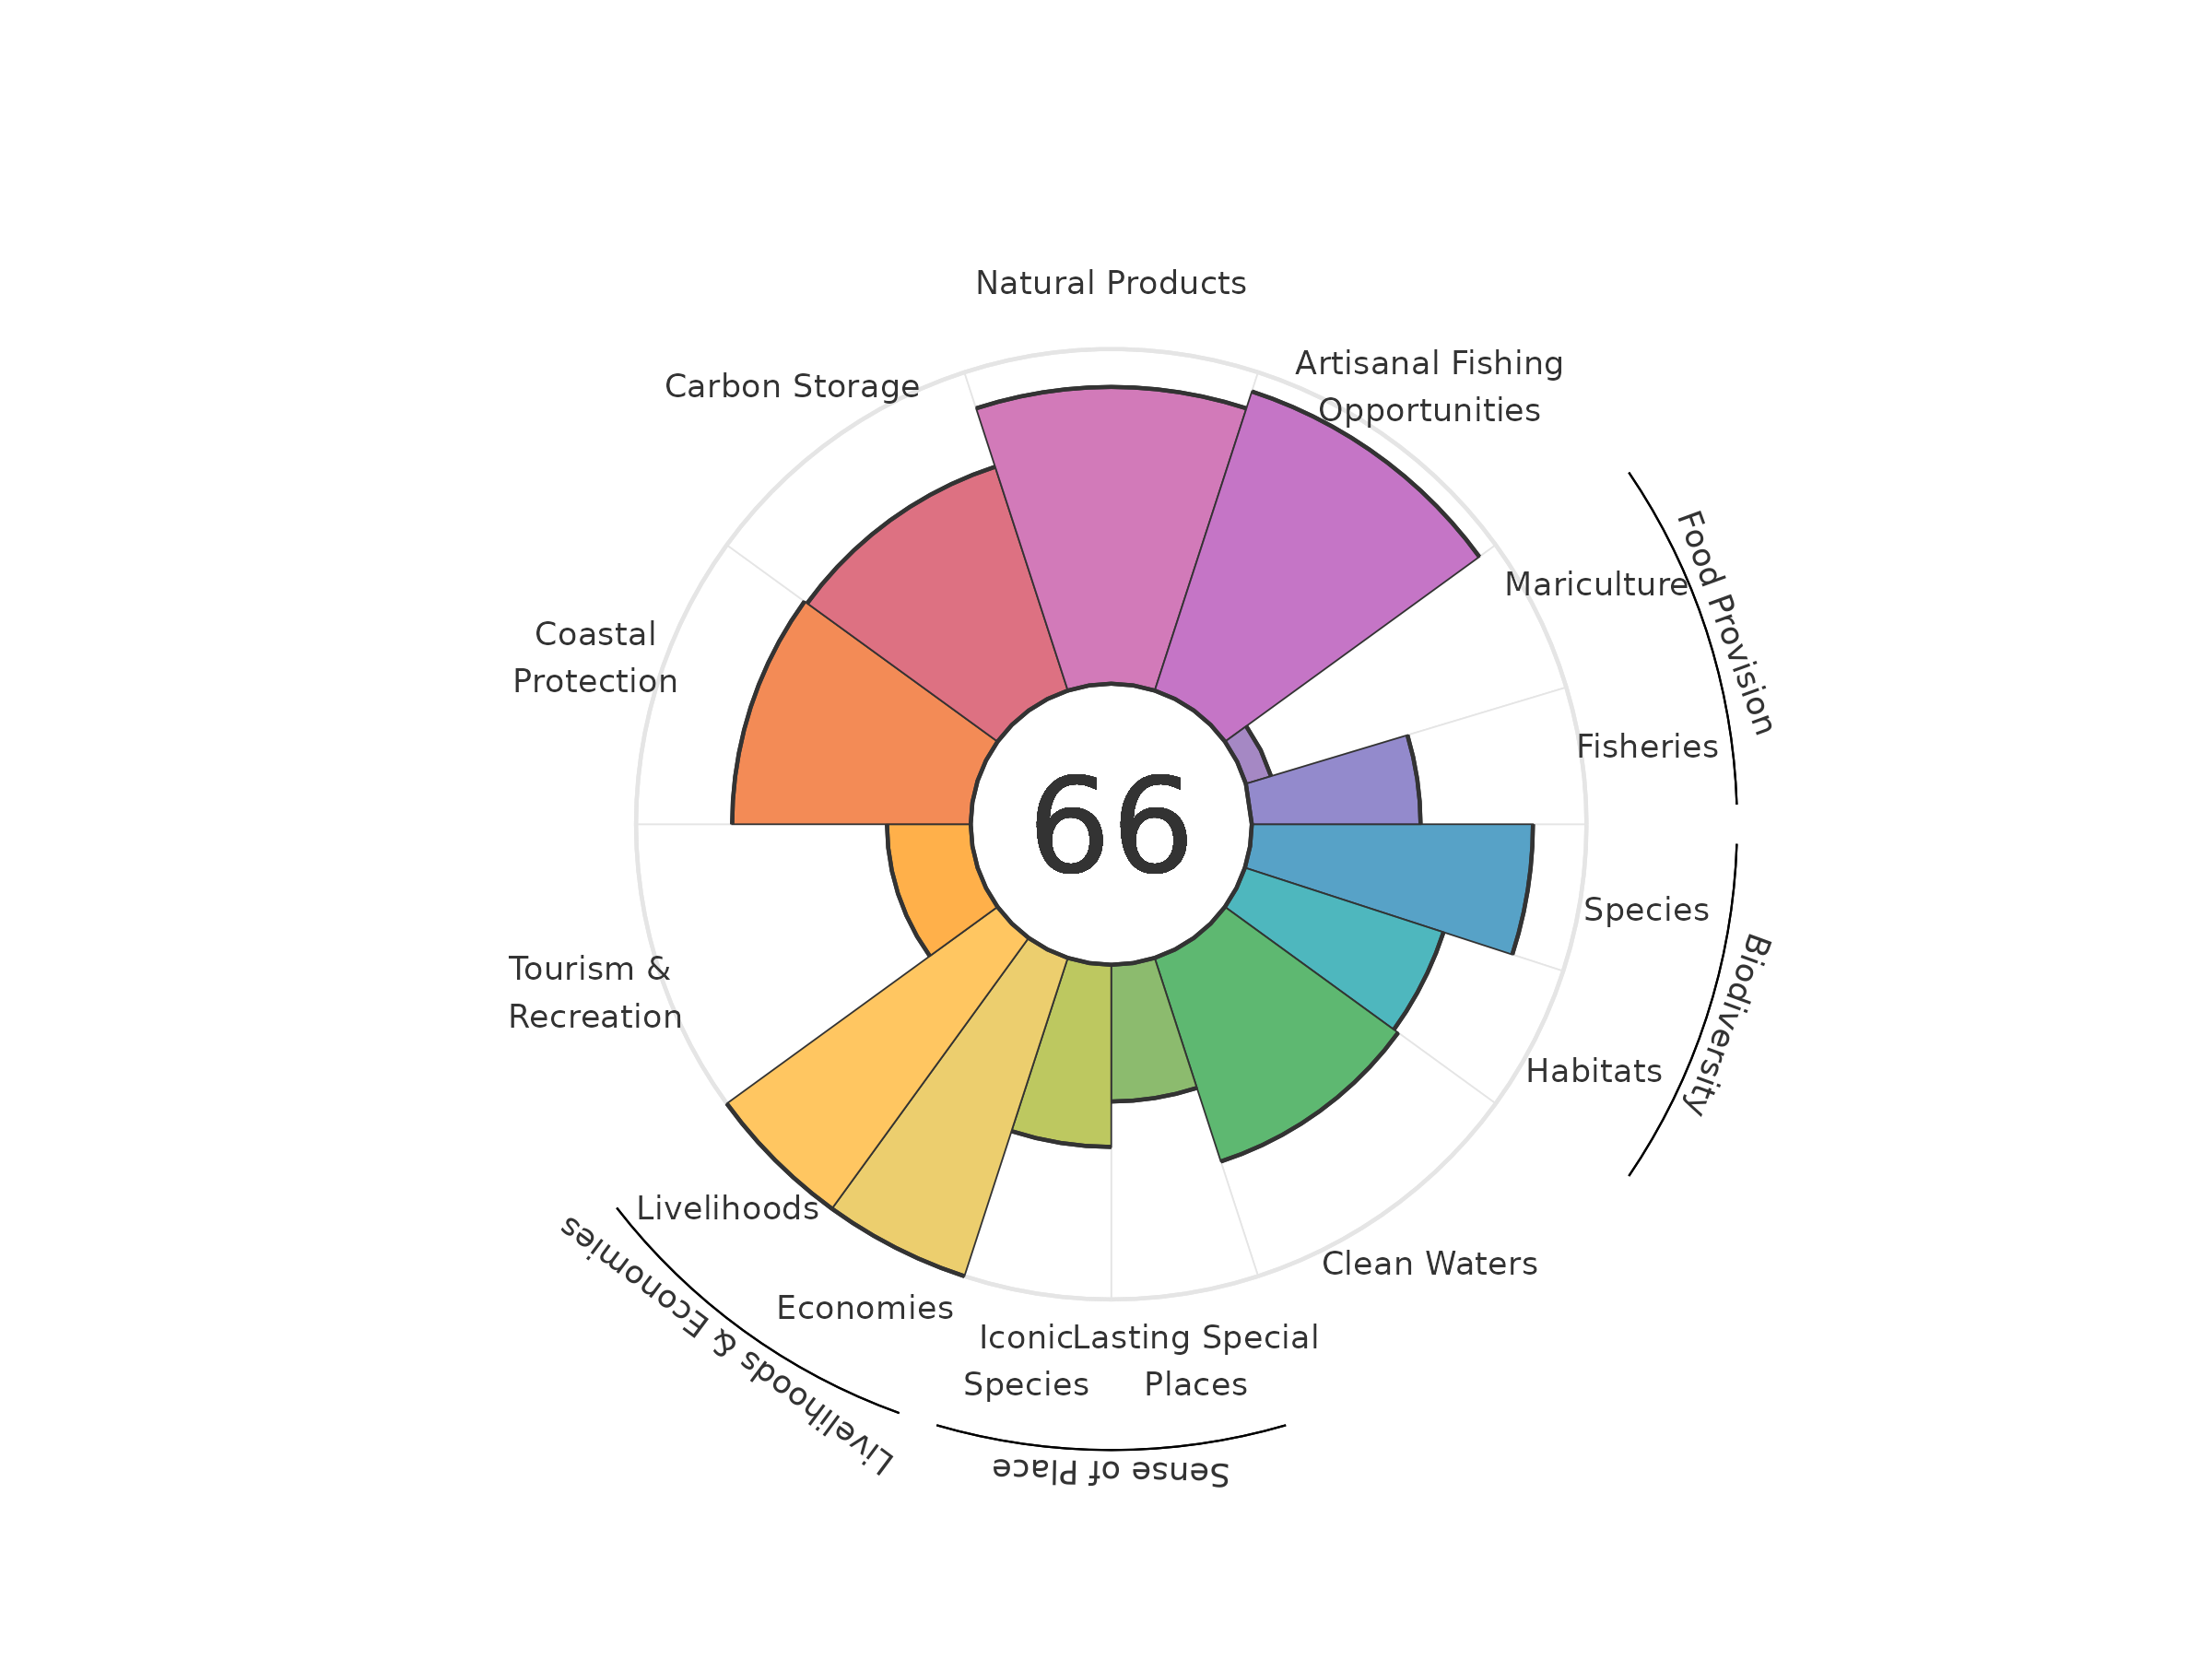 Natural Products
Artisanal Fishing
Opportunities
Carbon Storage
Mariculture
Food Provision
Coastal
Protection
Fisheries
66
Species
Biodiversity
Tourism &
Recreation
Habitats
Livelihoods
Clean Waters
Economies
Livelihoods & Economies
Iconic
Species
Lasting Special
Places
Sense of Place